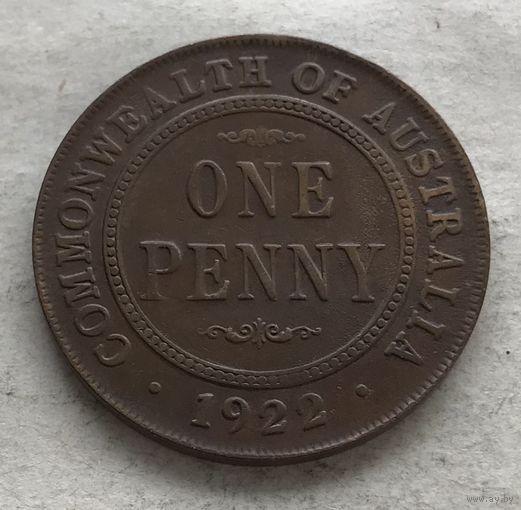 COMMONWEALTH OF AUSTRALIA
ONE
PENNY
· 1922 ·
www.ay.by